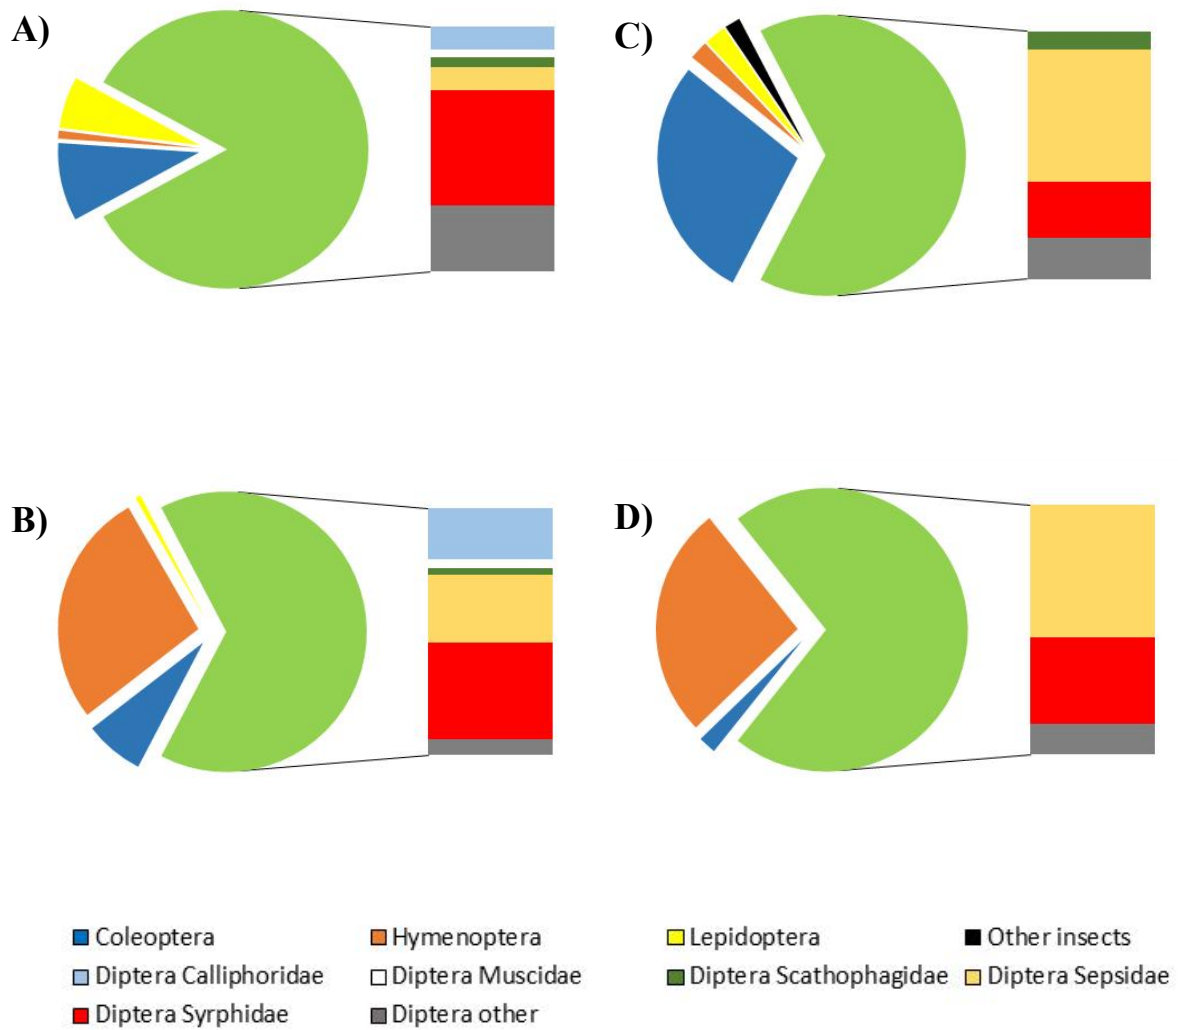 A)
C)
B)
D)
Coleoptera Hymenoptera Lepidoptera Other insects
Diptera Calliphoridae Diptera Muscidae Diptera Scathophagidae Diptera Sepsidae
Diptera Syrphidae Diptera other